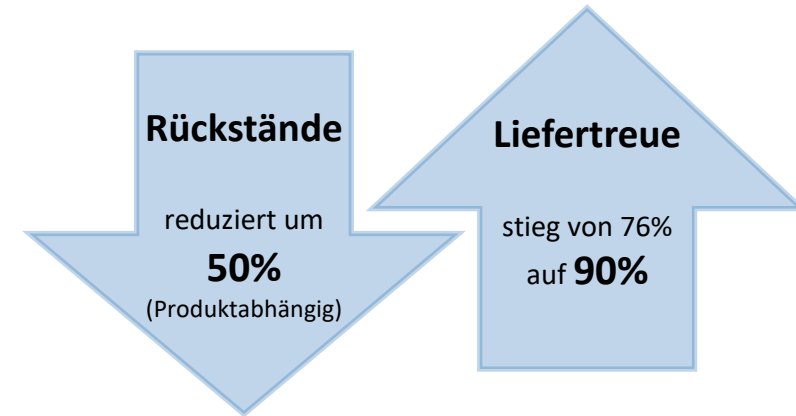 Rückstände
reduziert um
50%
(Produktabhängig)
Liefertreue
stieg von 76%
auf 90%